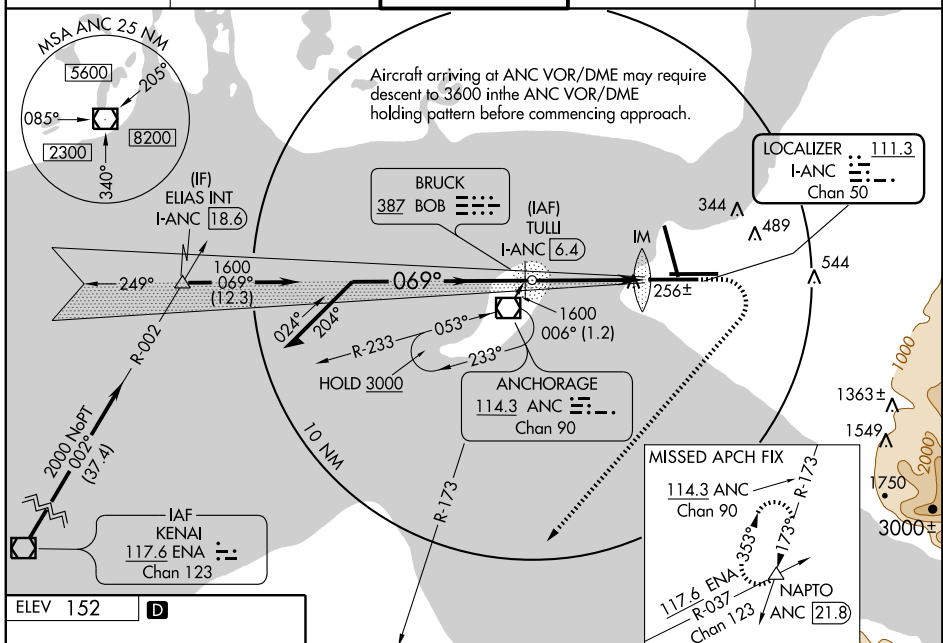 MSA ANC 25 NM
5600
205°
085°
8200
2300
340°
Aircraft arriving at ANC VOR/DME may require
descent to 3600 inthe ANC VOR/DME
holding pattern before commencing approach.
LOCALIZER 111.3
I-ANC
Chan 50
(IF)
ELIAS INT
I-ANC 18.6
BRUCK
387 BOB
(IAF)
TULLI
I-ANC 6.4
IM
344
489
544
256±
249°
1600
069°
(12.3)
069°
024°
204°
1600
006° (1.2)
R-233
053°
233°
HOLD 3000
R-002
ANCHORAGE
114.3 ANC
Chan 90
10 NM
R-173
2000 NoPT
002°
(37.4)
IAF
KENAI
117.6 ENA
Chan 123
1000
1363±
1549
2000
1750
3000±
MISSED APCH FIX
114.3 ANC
Chan 90
R-173
353°
173°
117.6 ENA
R-037
Chan 123
NAPTO
ANC 21.8
ELEV 152
D